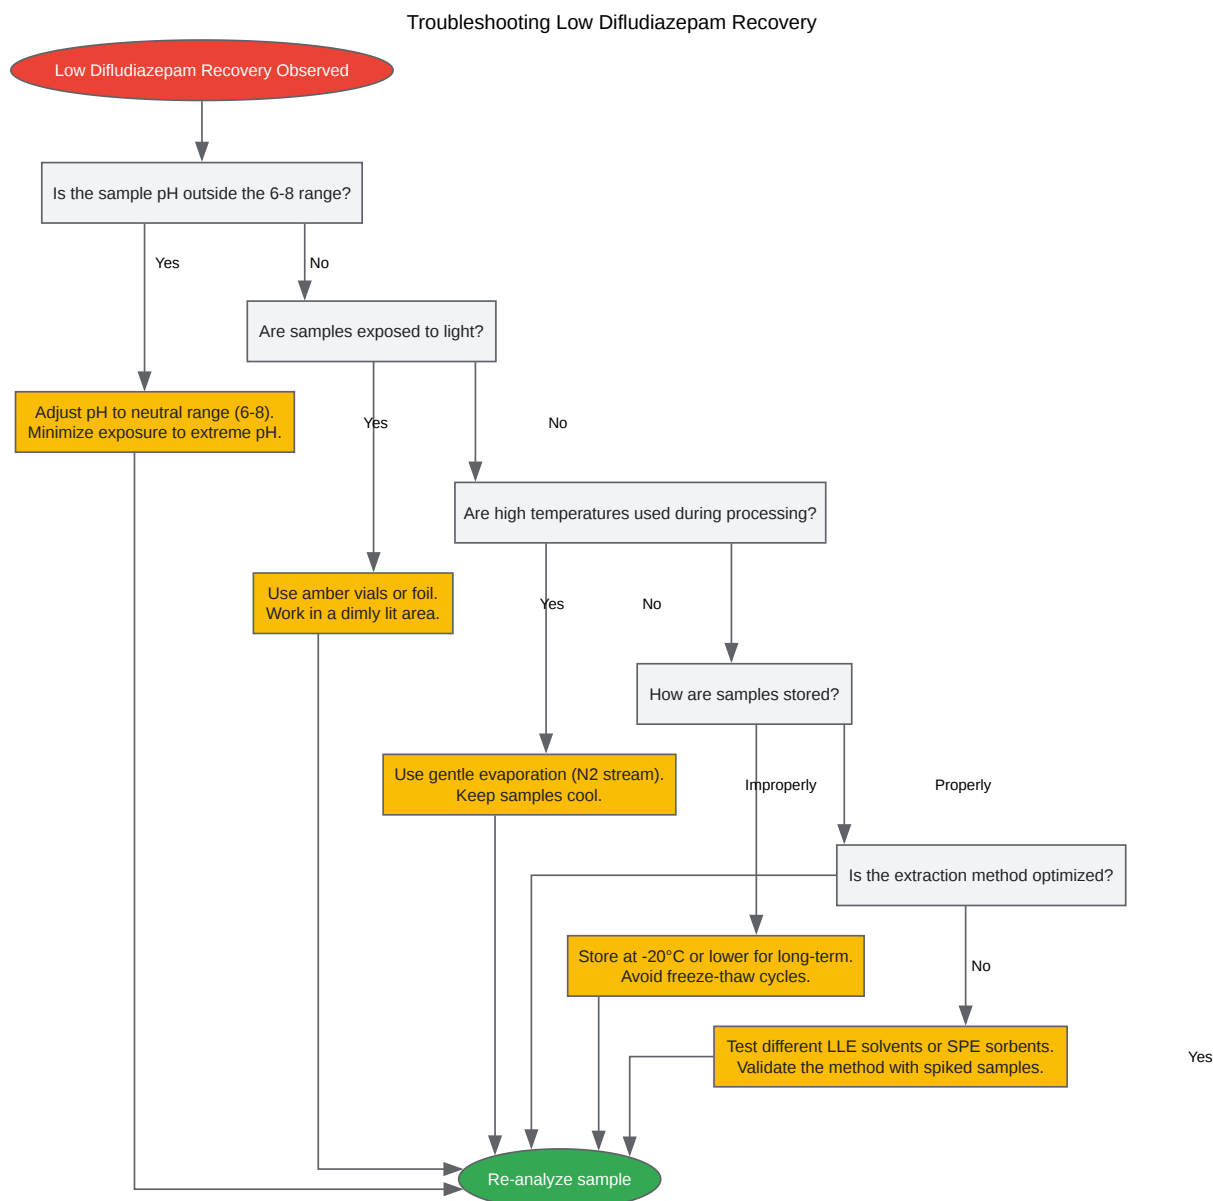 Troubleshooting Low Difludiazepam Recovery
Low Difludiazepam Recovery Observed
Is the sample pH outside the 6-8 range?
Yes
No
Are samples exposed to light?
Adjust pH to neutral range (6-8).
Minimize exposure to extreme pH.
Yes
No
Are high temperatures used during processing?
Use amber vials or foil.
Work in a dimly lit area.
Yes
No
How are samples stored?
Use gentle evaporation (N2 stream).
Keep samples cool.
Improperly
Properly
Is the extraction method optimized?
Store at -20°C or lower for long-term.
Avoid freeze-thaw cycles.
No
Test different LLE solvents or SPE sorbents.
Validate the method with spiked samples.
Yes
Re-analyze sample